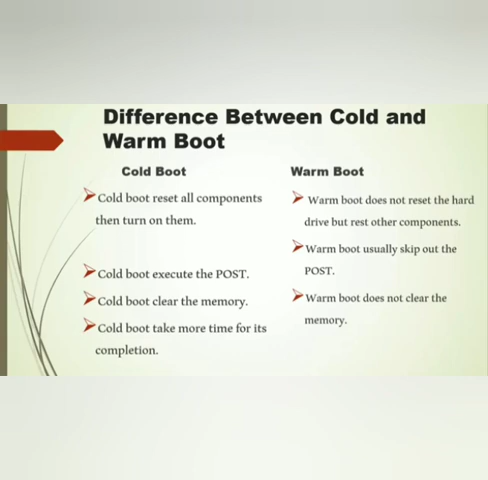 Difference Between Cold and
Warm Boot
Cold Boot
Cold boot reset all components
then turn on them.
Cold boot execute the POST.
Cold boot clear the memory.
Cold boot take more time for its
completion.
Warm Boot
Warm boot does not reset the hard
drive but rest other components.
Warm boot usually skip out the
POST.
Warm boot does not clear the
memory.